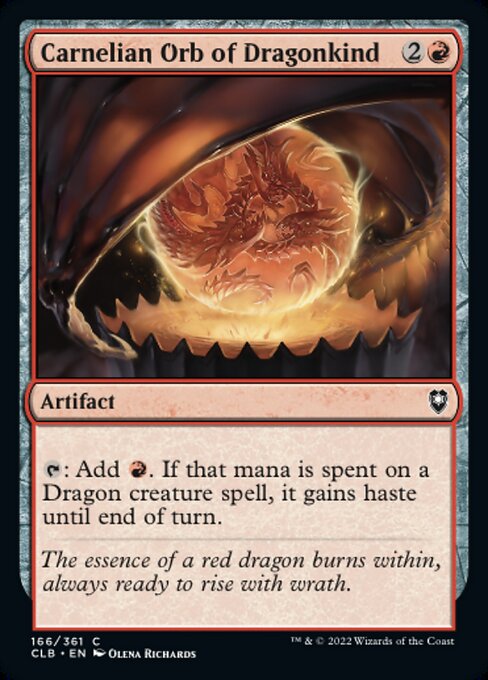 Carnelian Orb of Dragonkind 2
Artifact
: Add . If that mana is spent on a
Dragon creature spell, it gains haste
until end of turn.
The essence of a red dragon burns within,
always ready to rise with wrath.
166/361 C
CLB • EN Olena Richards
™ & © 2022 Wizards of the Coast